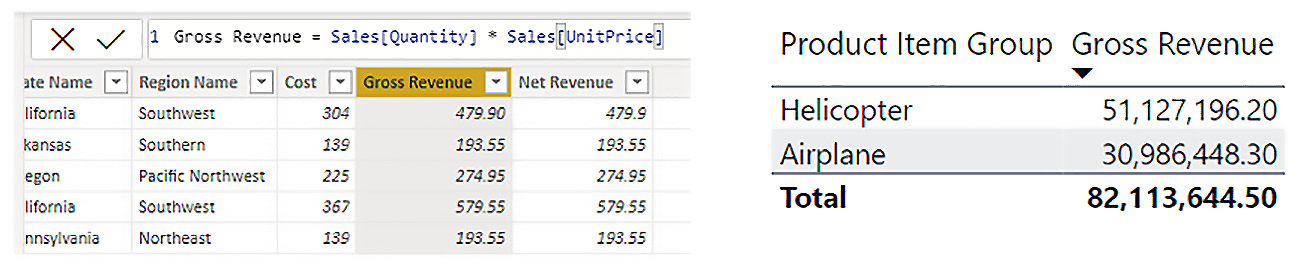 1 Gross Revenue = Sales[Quantity] * Sales[UnitPrice]
ate Name Region Name Cost Gross Revenue Net Revenue
lifornia Southwest 304 479.90 479.9
kansas Southern 139 193.55 193.55
egon Pacific Northwest 225 274.95 274.95
lifornia Southwest 367 579.55 579.55
nnsylvania Northeast 139 193.55 193.55
Product Item Group Gross Revenue
Helicopter 51,127,196.20
Airplane 30,986,448.30
Total 82,113,644.50